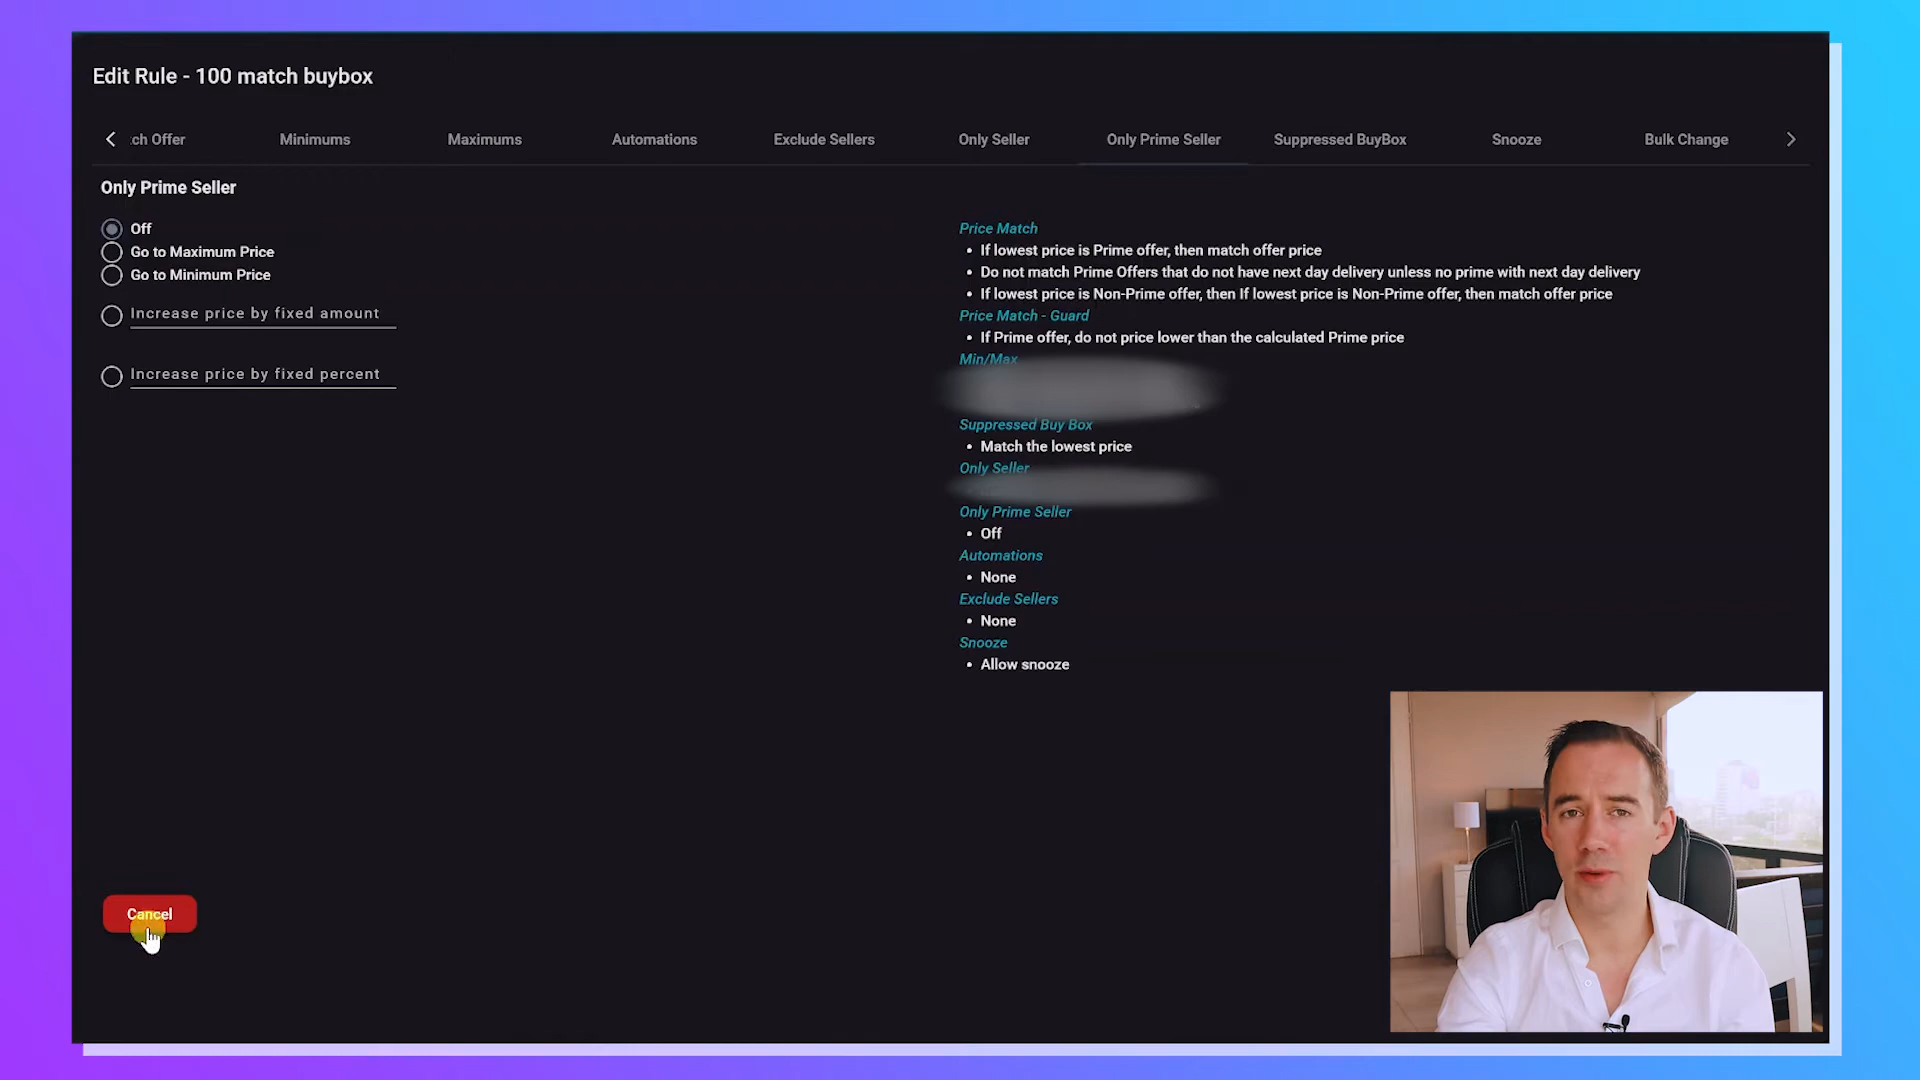 Edit Rule - 100 match buybox
ch Offer
Minimums
Maximums
Automations
Exclude Sellers
Only Seller
Only Prime Seller
Suppressed BuyBox
Snooze
Bulk Change
Only Prime Seller
Off
Go to Maximum Price
Go to Minimum Price
Increase price by fixed amount
Increase price by fixed percent
Price Match
• If lowest price is Prime offer, then match offer price
• Do not match Prime Offers that do not have next day delivery unless no prime with next day delivery
• If lowest price is Non-Prime offer, then If lowest price is Non-Prime offer, then match offer price
Price Match - Guard
• If Prime offer, do not price lower than the calculated Prime price
Min/Max
Suppressed Buy Box
• Match the lowest price
Only Seller
Only Prime Seller
• Off
Automations
• None
Exclude Sellers
• None
Snooze
• Allow snooze
Cancel